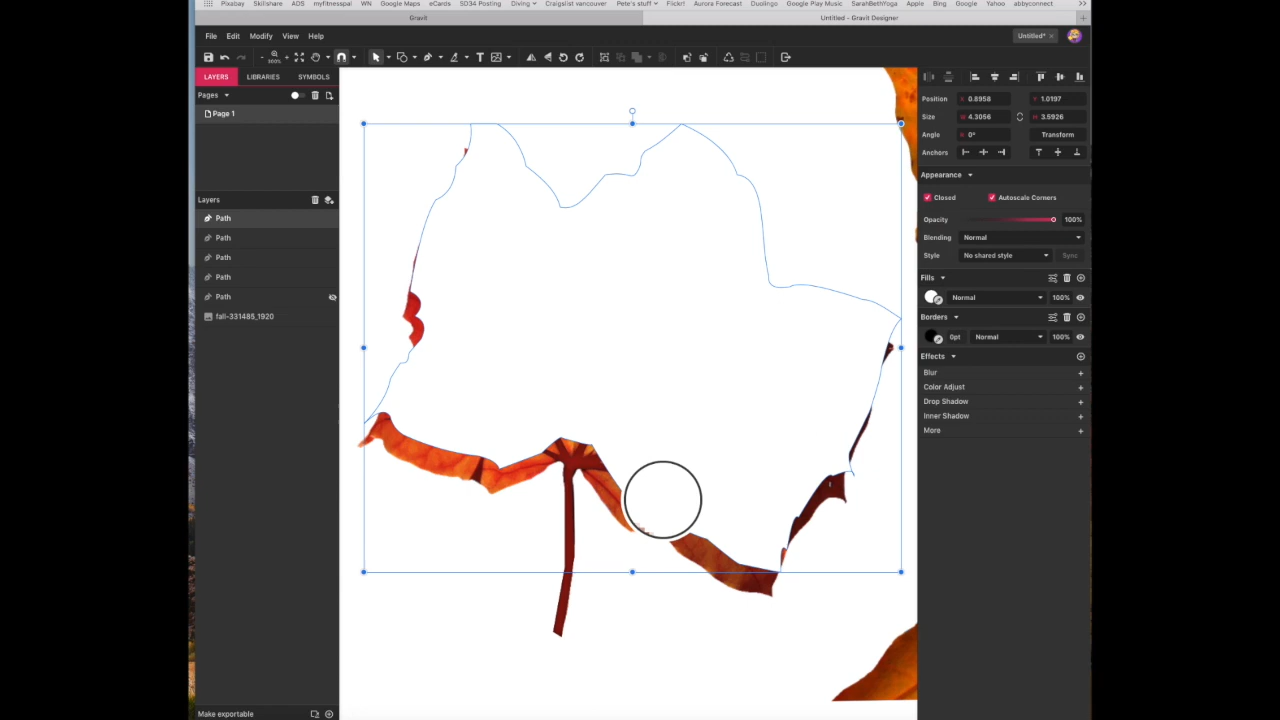 Pixabay Skillshare ADS myfitnesspal WN Google Maps eCards SD34 Posting Diving Craigslist vancouver Pete's stuff Flickrt Aurora Forecast Duolingo Google Play Music SarahBethYoga Apple Bing Google Yahoo abbyconnect
Gravit Untitled - Gravit Designer
File Edit Modify View Help Untitled*
LAYERS LIBRARIES SYMBOLS
Pages
Page 1
Layers
Path
Path
Path
Path
Path
fall-331485_1920
Make exportable
Position X 0.8958 Y 1.0197
Size W 4.3056 H 3.5926
Angle 0° Transform
Anchors
Appearance
Closed Autoscale Corners
Opacity 100%
Blending Normal
Style No shared style Sync
Fills
Normal 100%
Borders
0pt Normal 100%
Effects
Blur
Color Adjust
Drop Shadow
Inner Shadow
More